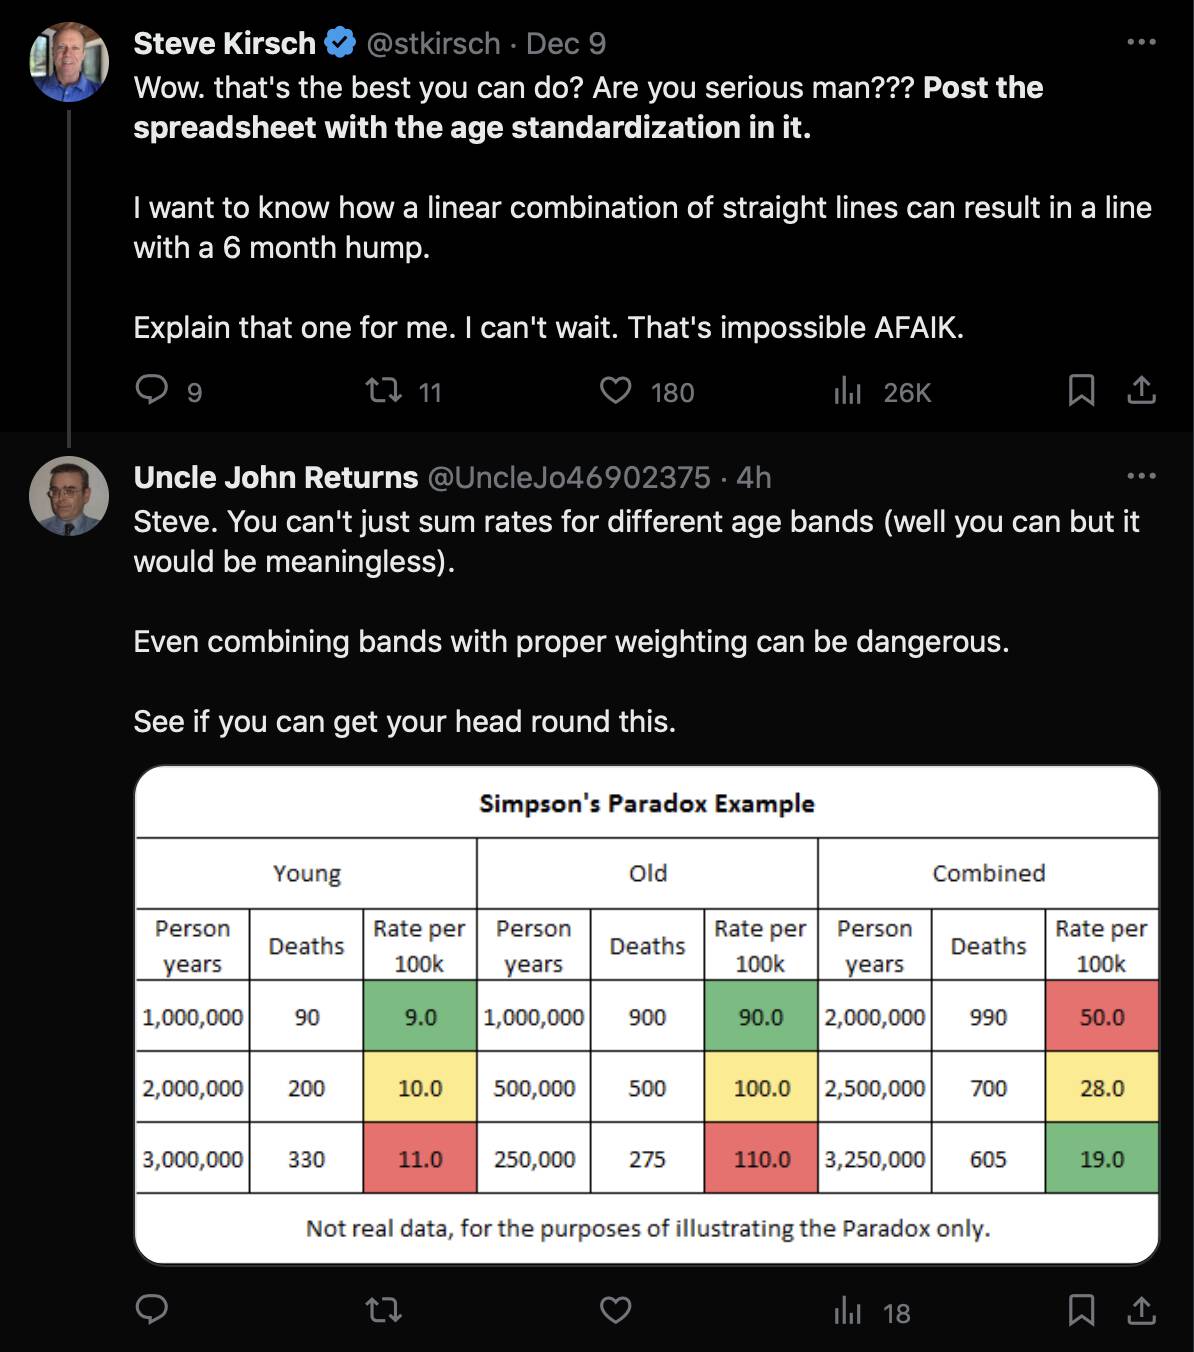 Steve Kirsch @stkirsch · Dec 9
Wow. that's the best you can do? Are you serious man??? Post the
spreadsheet with the age standardization in it.
I want to know how a linear combination of straight lines can result in a line
with a 6 month hump.
Explain that one for me. I can't wait. That's impossible AFAIK.
9 11 180 26K
Uncle John Returns @UncleJo46902375 · 4h
Steve. You can't just sum rates for different age bands (well you can but it
would be meaningless).
Even combining bands with proper weighting can be dangerous.
See if you can get your head round this.
Simpson's Paradox Example
Young Old Combined
Person years Deaths Rate per 100k Person years Deaths Rate per 100k Person years Deaths Rate per 100k
1,000,000 90 9.0 1,000,000 900 90.0 2,000,000 990 50.0
2,000,000 200 10.0 500,000 500 100.0 2,500,000 700 28.0
3,000,000 330 11.0 250,000 275 110.0 3,250,000 605 19.0
Not real data, for the purposes of illustrating the Paradox only.
18